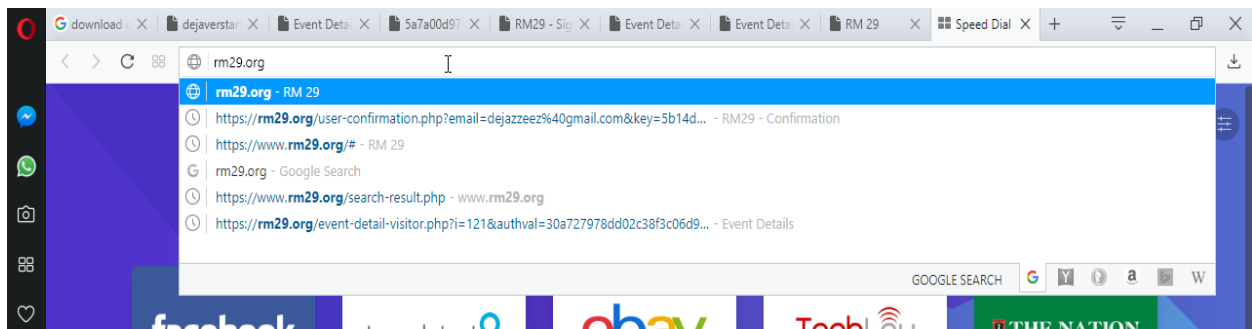 download c
dejaverstar
Event Detai
5a7a00d97
RM29 - Sig
Event Deta
Event Deta
RM 29
Speed Dial
rm29.org
rm29.org - RM 29
https://rm29.org/user-confirmation.php?email=dejazzeez%40gmail.com&key=5b14d... - RM29 - Confirmation
https://www.rm29.org/# - RM 29
rm29.org - Google Search
https://www.rm29.org/search-result.php - www.rm29.org
https://rm29.org/event-detail-visitor.php?i=121&authval=30a727978dd02c38f3c06d9... - Event Details
GOOGLE SEARCH G Y a b W
facebook
ebay
THE NATION